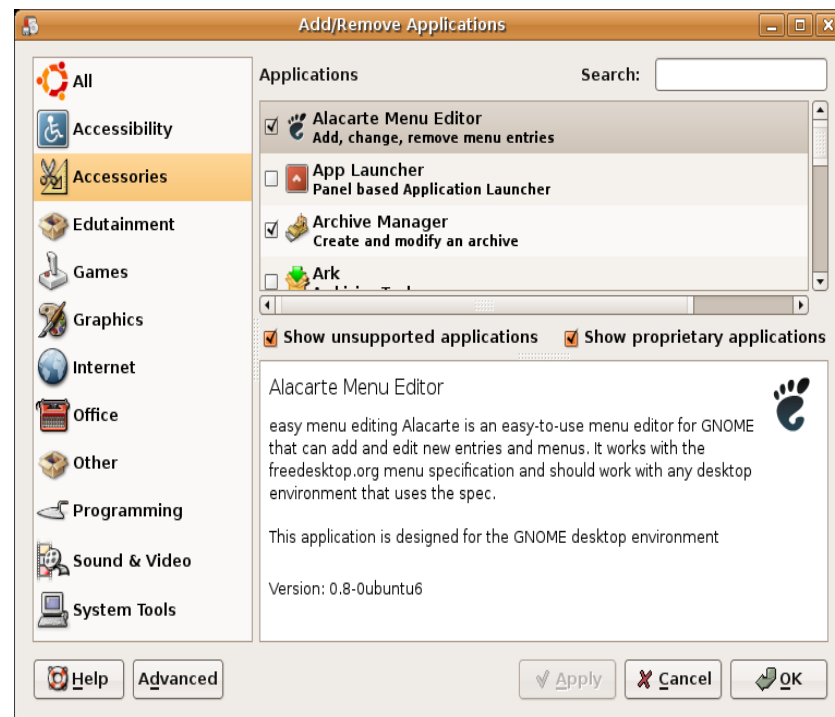 Add/Remove Applications
All
Accessibility
Accessories
Edutainment
Games
Graphics
Internet
Office
Other
Programming
Sound & Video
System Tools
Applications
Search:
Alacarte Menu Editor
Add, change, remove menu entries
App Launcher
Panel based Application Launcher
Archive Manager
Create and modify an archive
Ark
Show unsupported applications
Show proprietary applications
Alacarte Menu Editor
easy menu editing Alacarte is an easy-to-use menu editor for GNOME
that can add and edit new entries and menus. It works with the
freedesktop.org menu specification and should work with any desktop
environment that uses the spec.
This application is designed for the GNOME desktop environment
Version: 0.8-0ubuntu6
Help
Advanced
Apply
Cancel
OK